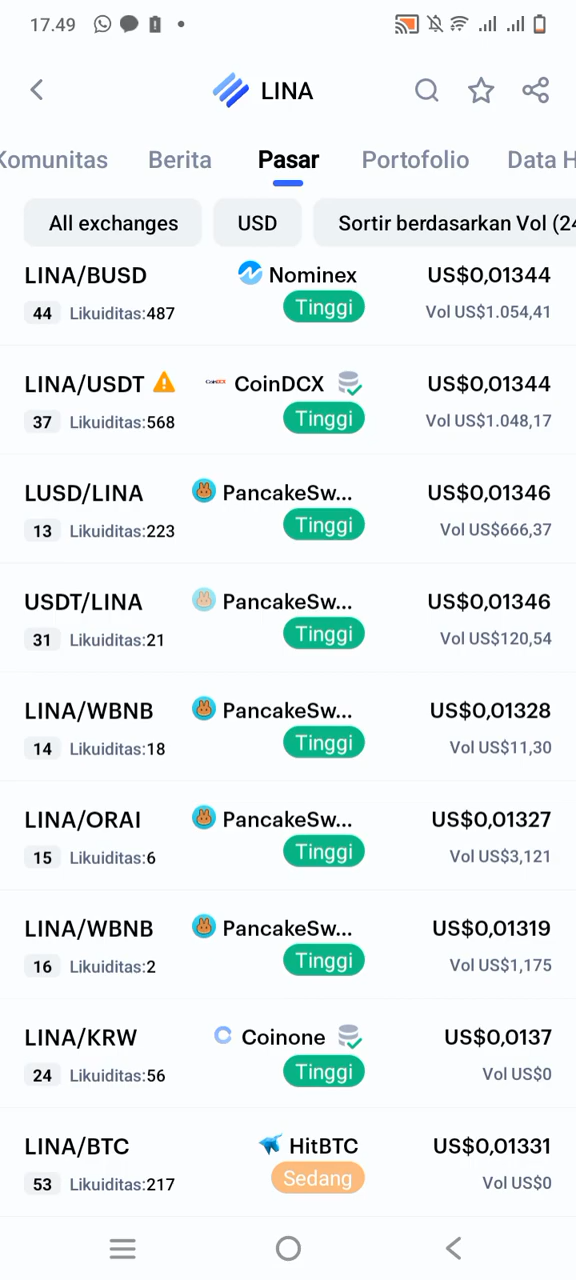 17.49
LINA
Komunitas Berita Pasar Portofolio Data H
All exchanges USD Sortir berdasarkan Vol (24
LINA/BUSD Nominex US$0,01344
44 Likuiditas:487 Tinggi Vol US$1.054,41
LINA/USDT CoinDCX CoinDCX US$0,01344
37 Likuiditas:568 Tinggi Vol US$1.048,17
LUSD/LINA PancakeSw... US$0,01346
13 Likuiditas:223 Tinggi Vol US$666,37
USDT/LINA PancakeSw... US$0,01346
31 Likuiditas:21 Tinggi Vol US$120,54
LINA/WBNB PancakeSw... US$0,01328
14 Likuiditas:18 Tinggi Vol US$11,30
LINA/ORAI PancakeSw... US$0,01327
15 Likuiditas:6 Tinggi Vol US$3,121
LINA/WBNB PancakeSw... US$0,01319
16 Likuiditas:2 Tinggi Vol US$1,175
LINA/KRW Coinone US$0,0137
24 Likuiditas:56 Tinggi Vol US$0
LINA/BTC HitBTC US$0,01331
53 Likuiditas:217 Sedang Vol US$0